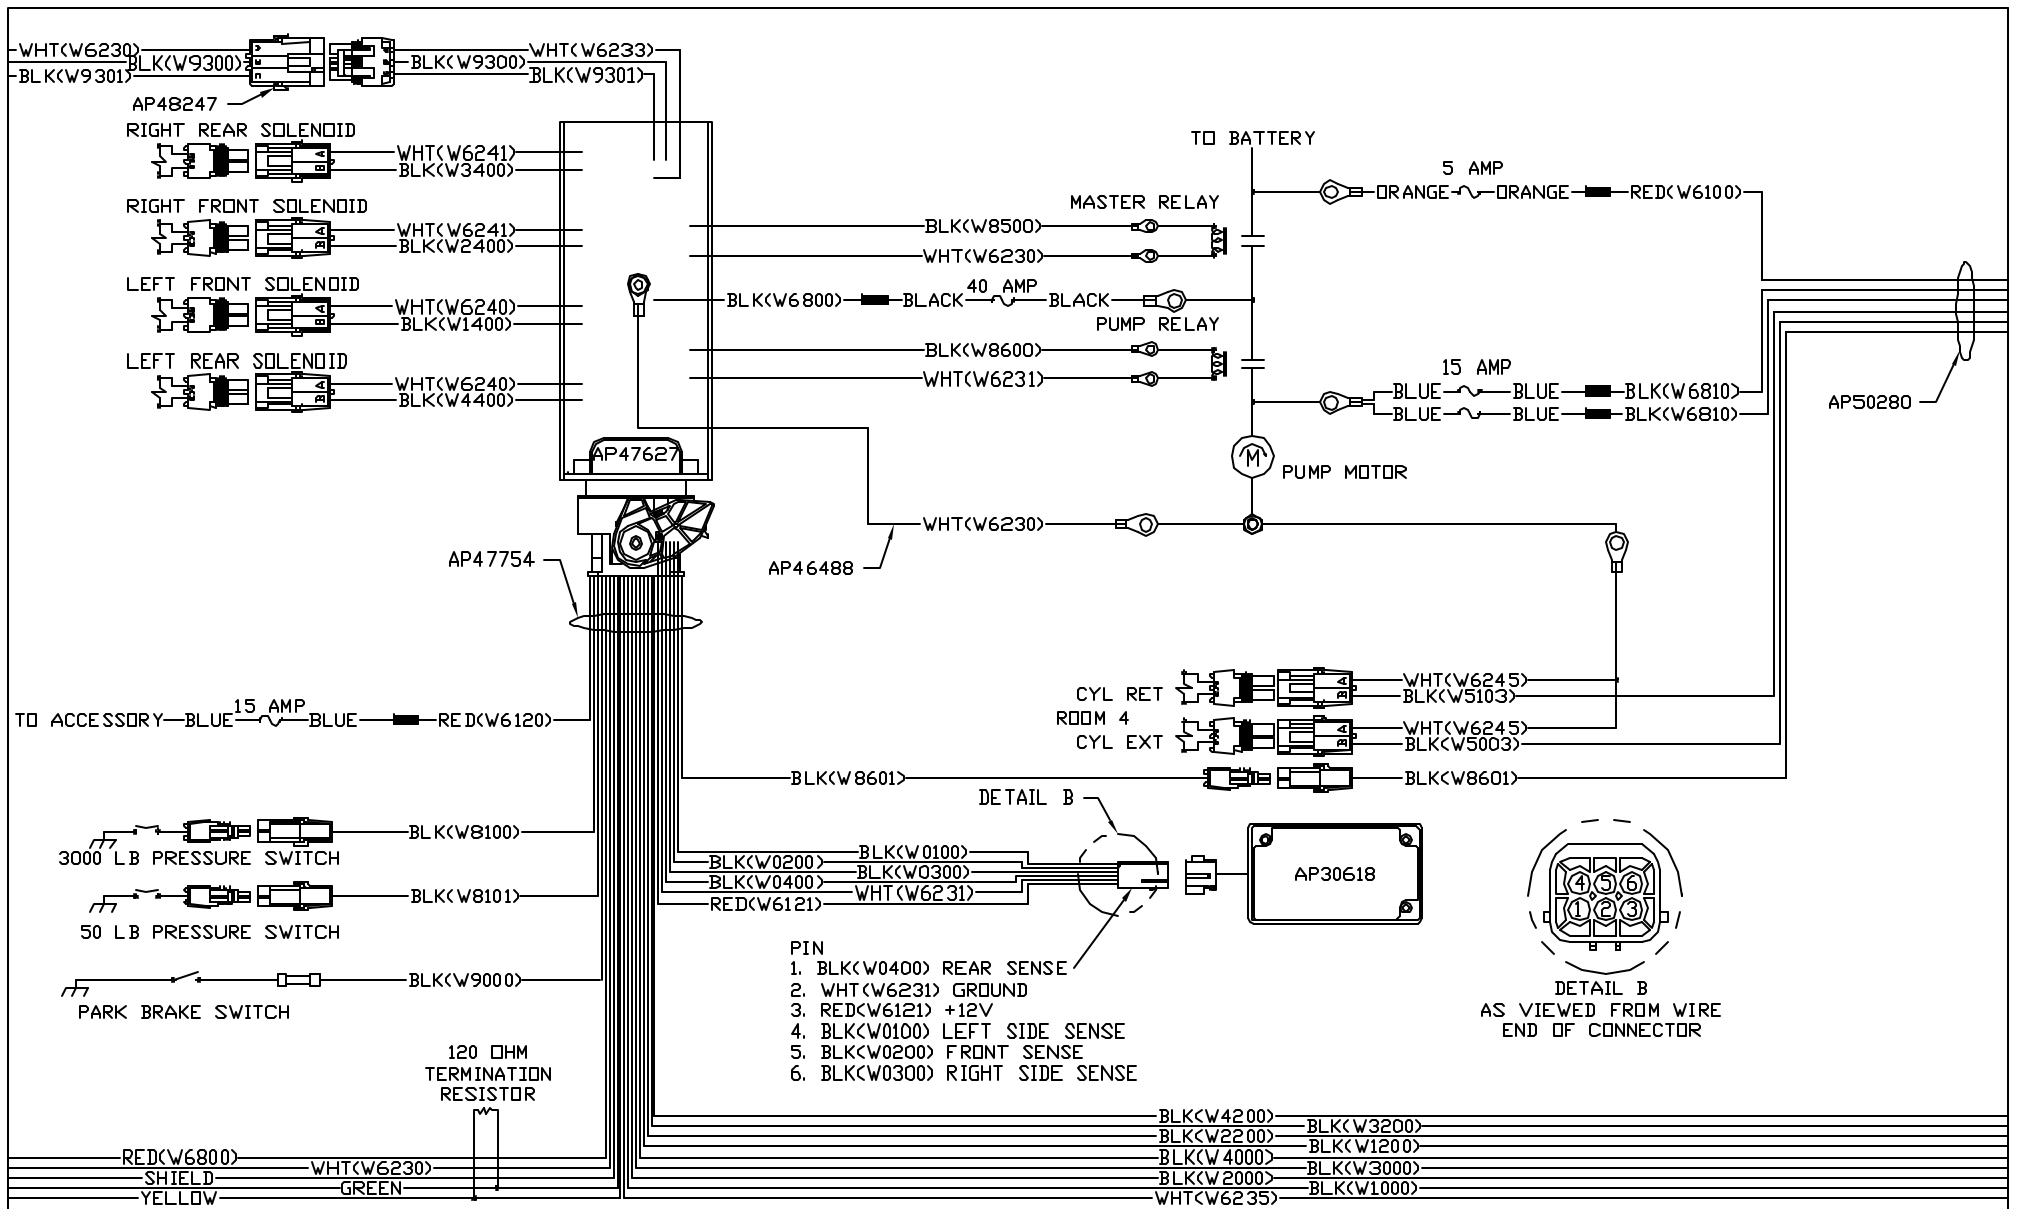 WHT(W6230)
BLK(W9300)
BLK(W9301)
WHT(W6233)
BLK(W9300)
BLK(W9301)
AP48247
RIGHT REAR SOLENOID
A
B
WHT(W6241)
BLK(W3400)
RIGHT FRONT SOLENOID
A
B
WHT(W6241)
BLK(W2400)
LEFT FRONT SOLENOID
A
B
WHT(W6240)
BLK(W1400)
LEFT REAR SOLENOID
A
B
WHT(W6240)
BLK(W4400)
AP47627
TO BATTERY
5 AMP
ORANGE
ORANGE
RED(W6100)
MASTER RELAY
BLK(W8500)
WHT(W6230)
40 AMP
BLK(W6800)
BLACK
BLACK
PUMP RELAY
BLK(W8600)
WHT(W6231)
15 AMP
BLUE
BLUE
BLK(W6810)
BLUE
BLUE
BLK(W6810)
AP50280
M
PUMP MOTOR
WHT(W6230)
AP46488
AP47754
CYL RET
ROOM 4
CYL EXT
A
B
WHT(W6245)
BLK(W5103)
A
B
WHT(W6245)
BLK(W5003)
15 AMP
TO ACCESSORY
BLUE
BLUE
RED(W6120)
BLK(W8601)
BLK(W8601)
DETAIL B
BLK(W8100)
3000 LB PRESSURE SWITCH
BLK(W8101)
50 LB PRESSURE SWITCH
BLK(W9000)
PARK BRAKE SWITCH
BLK(W0100)
BLK(W0200)
BLK(W0300)
BLK(W0400)
WHT(W6231)
RED(W6121)
AP30618
4 5 6
1 2 3
DETAIL B
AS VIEWED FROM WIRE
END OF CONNECTOR
PIN
1. BLK(W0400) REAR SENSE
2. WHT(W6231) GROUND
3. RED(W6121) +12V
4. BLK(W0100) LEFT SIDE SENSE
5. BLK(W0200) FRONT SENSE
6. BLK(W0300) RIGHT SIDE SENSE
120 OHM
TERMINATION
RESISTOR
RED(W6800)
WHT(W6230)
SHIELD
GREEN
YELLOW
BLK(W4200)
BLK(W3200)
BLK(W2200)
BLK(W1200)
BLK(W4000)
BLK(W3000)
BLK(W2000)
BLK(W1000)
WHT(W6235)